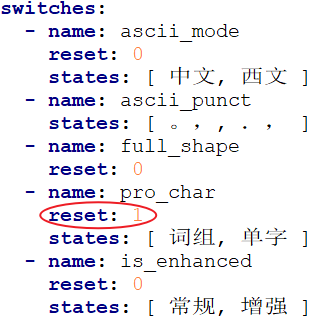 switches:
- name: ascii_mode
reset: 0
states: [ 中文, 西文 ]
- name: ascii_punct
states: [ 。，, ．， ]
- name: full_shape
reset: 0
- name: pro_char
reset: 1
states: [ 词组, 单字 ]
- name: is_enhanced
reset: 0
states: [ 常规, 增强 ]